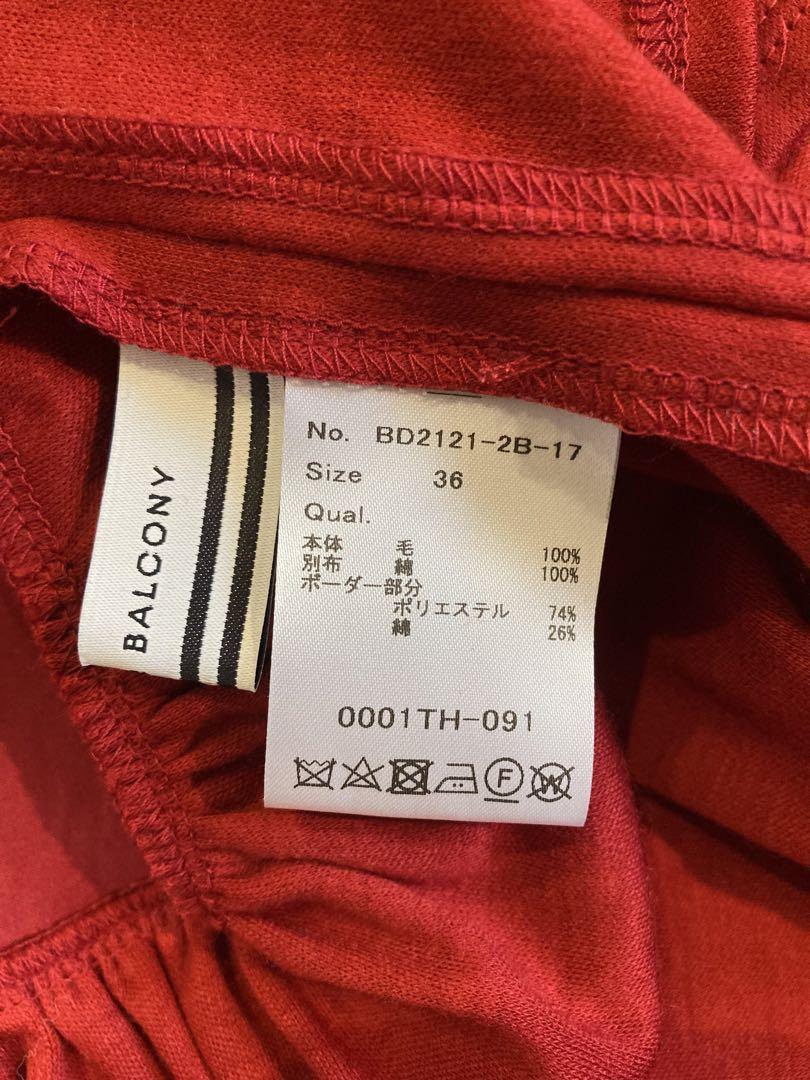 BALCONY
No. BD2121-2B-17
Size 36
Qual.
本体 毛 100%
別布 綿 100%
ボーダー部分
ポリエステル 74%
綿 26%
0001TH-091
F W